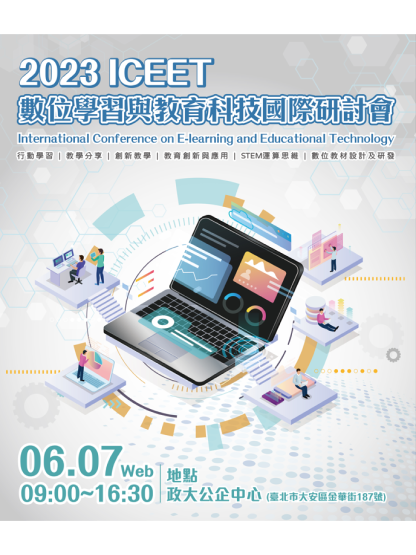 2023 ICEET
數位學習與教育科技國際研討會
International Conference on E-learning and Educational Technology
行動學習 | 教學分享 | 創新教學 | 教育創新與應用 | STEM運算思維 | 數位教材設計及研發
06.07 Web
09:00~16:30
地點
政大公企中心 (臺北市大安區金華街187號)